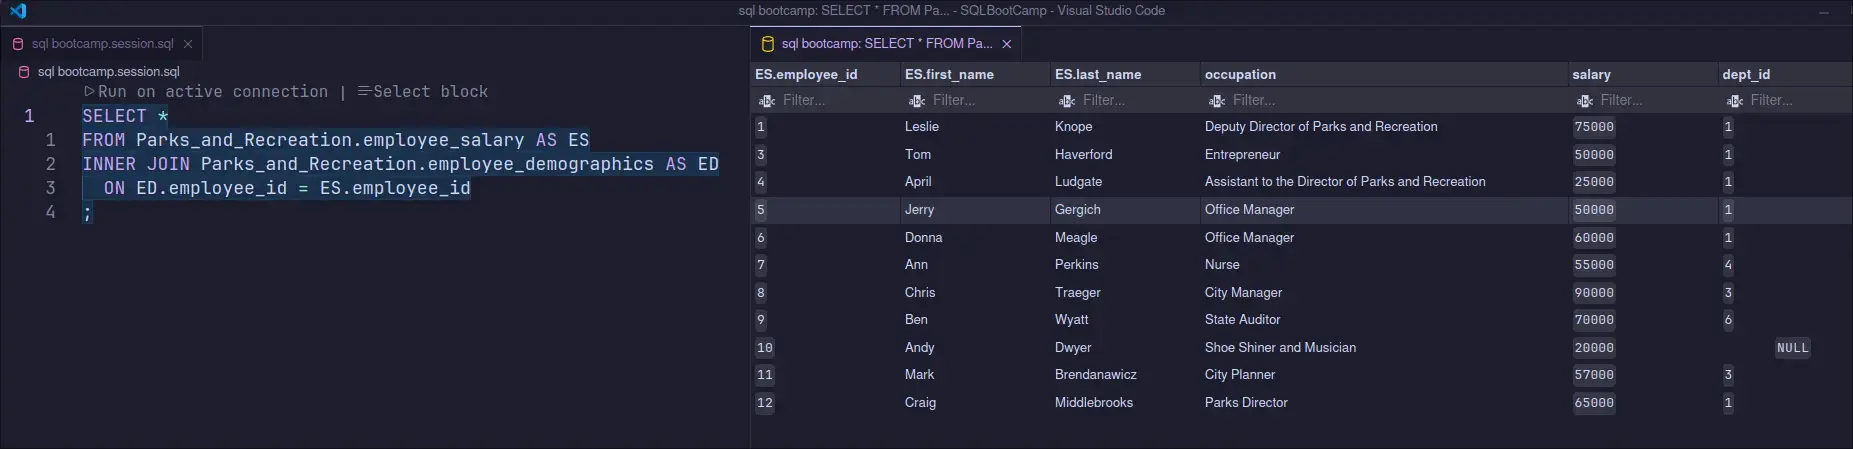 sql bootcamp: SELECT * FROM Pa... - SQLBootCamp - Visual Studio Code
sql bootcamp.session.sql
sql bootcamp.session.sql
Run on active connection | Select block
1 SELECT *
1 FROM Parks_and_Recreation.employee_salary AS ES
2 INNER JOIN Parks_and_Recreation.employee_demographics AS ED
3 ON ED.employee_id = ES.employee_id
4 ;
sql bootcamp: SELECT * FROM Pa...
ES.employee_id ES.first_name ES.last_name occupation salary dept_id
abc Filter... abc Filter... abc Filter... abc Filter... abc Filter... abc Filter...
1 Leslie Knope Deputy Director of Parks and Recreation 75000 1
3 Tom Haverford Entrepreneur 50000 1
4 April Ludgate Assistant to the Director of Parks and Recreation 25000 1
5 Jerry Gergich Office Manager 50000 1
6 Donna Meagle Office Manager 60000 1
7 Ann Perkins Nurse 55000 4
8 Chris Traeger City Manager 90000 3
9 Ben Wyatt State Auditor 70000 6
10 Andy Dwyer Shoe Shiner and Musician 20000 NULL
11 Mark Brendanawicz City Planner 57000 3
12 Craig Middlebrooks Parks Director 65000 1